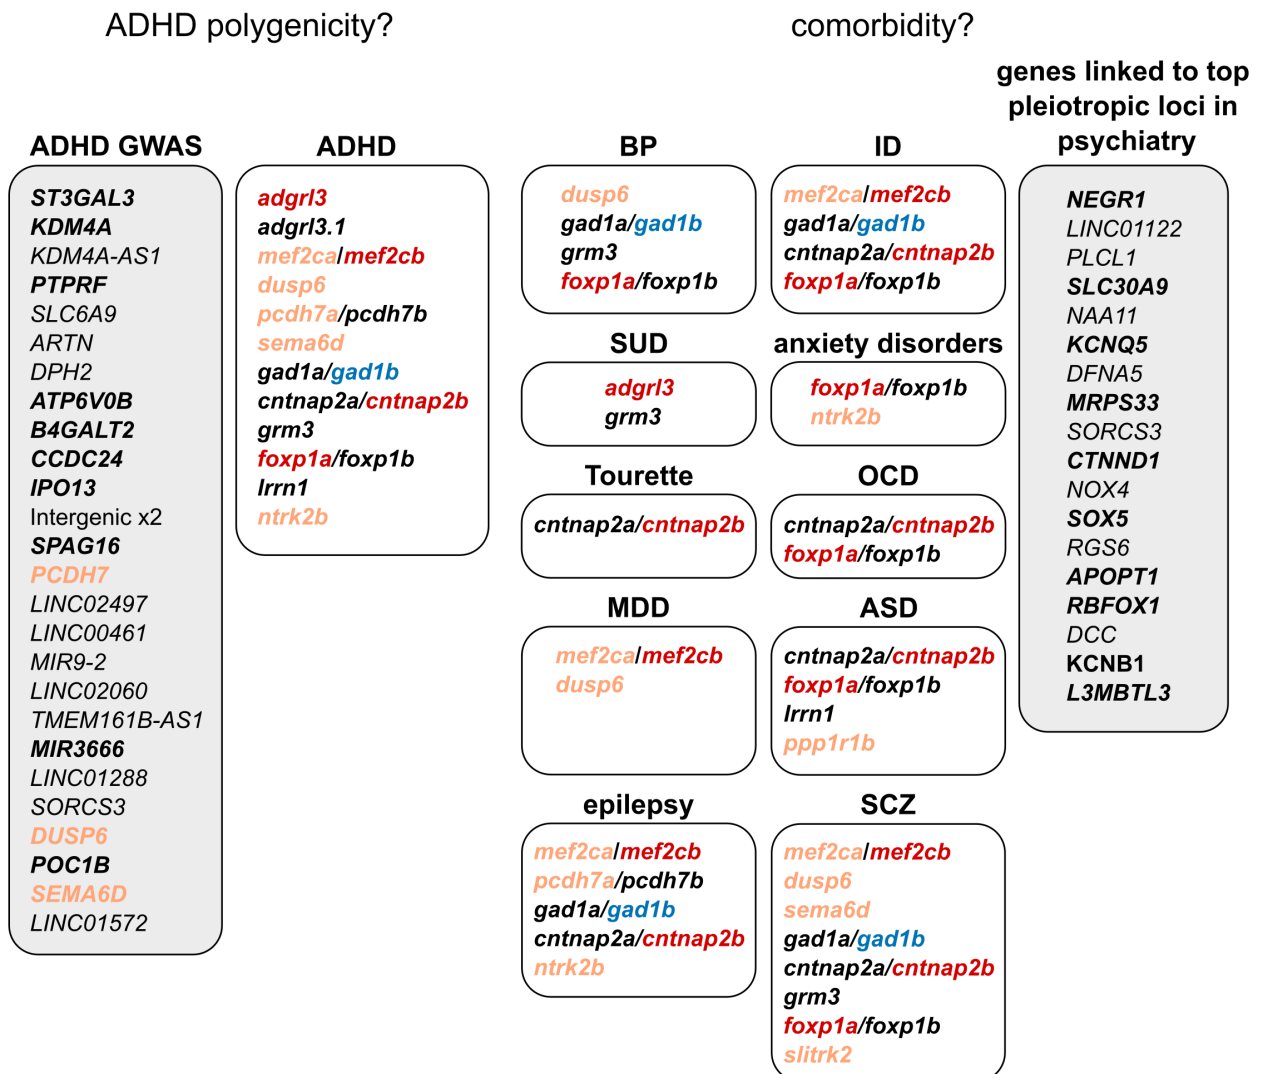 ADHD polygenicity?
comorbidity?
ADHD GWAS
ST3GAL3
KDM4A
KDM4A-AS1
PTPRF
SLC6A9
ARTN
DPH2
ATP6V0B
B4GALT2
CCDC24
IPO13
Intergenic x2
SPAG16
PCDH7
LINC02497
LINC00461
MIR9-2
LINC02060
TMEM161B-AS1
MIR3666
LINC01288
SORCS3
DUSP6
POC1B
SEMA6D
LINC01572
ADHD
adgrl3
adgrl3.1
mef2ca/mef2cb
dusp6
pcdh7a/pcdh7b
sema6d
gad1a/gad1b
cntnap2a/cntnap2b
grm3
foxp1a/foxp1b
lrrn1
ntrk2b
BP
dusp6
gad1a/gad1b
grm3
foxp1a/foxp1b
ID
mef2ca/mef2cb
gad1a/gad1b
cntnap2a/cntnap2b
foxp1a/foxp1b
SUD
adgrl3
grm3
anxiety disorders
foxp1a/foxp1b
ntrk2b
Tourette
cntnap2a/cntnap2b
OCD
cntnap2a/cntnap2b
foxp1a/foxp1b
MDD
mef2ca/mef2cb
dusp6
ASD
cntnap2a/cntnap2b
foxp1a/foxp1b
lrrn1
ppp1r1b
epilepsy
mef2ca/mef2cb
pcdh7a/pcdh7b
gad1a/gad1b
cntnap2a/cntnap2b
ntrk2b
SCZ
mef2ca/mef2cb
dusp6
sema6d
gad1a/gad1b
cntnap2a/cntnap2b
grm3
foxp1a/foxp1b
slitrk2
genes linked to top
pleiotropic loci in
psychiatry
NEGR1
LINC01122
PLCL1
SLC30A9
NAA11
KCNQ5
DFNA5
MRPS33
SORCS3
CTNND1
NOX4
SOX5
RGS6
APOPT1
RBFOX1
DCC
KCNB1
L3MBTL3